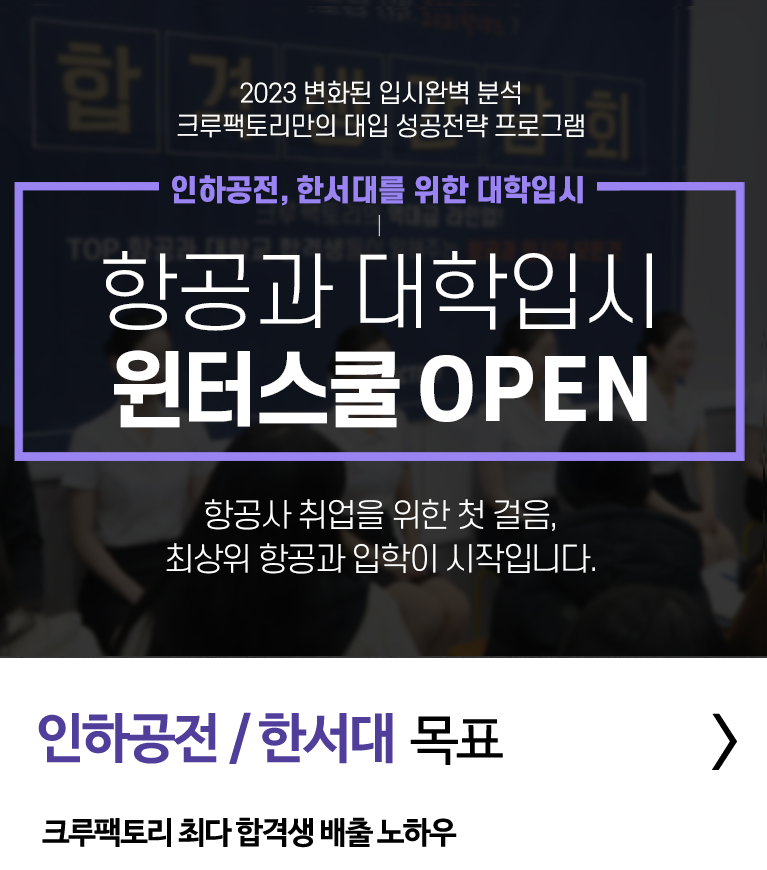 2023 변화된 입시완벽 분석
크루팩토리만의 대입 성공전략 프로그램
인하공전, 한서대를 위한 대학입시
항공과 대학입시
윈터스쿨 OPEN
항공사 취업을 위한 첫 걸음,
최상위 항공과 입학이 시작입니다.
인하공전 / 한서대 목표
크루팩토리 최다 합격생 배출 노하우